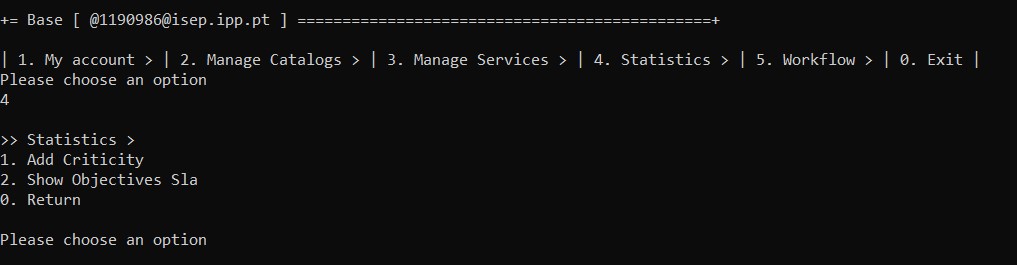 += Base [ @1190986@isep.ipp.pt ] ==============================================+
| 1. My account > | 2. Manage Catalogs > | 3. Manage Services > | 4. Statistics > | 5. Workflow > | 0. Exit |
Please choose an option
4
>> Statistics >
1. Add Criticity
2. Show Objectives Sla
0. Return
Please choose an option